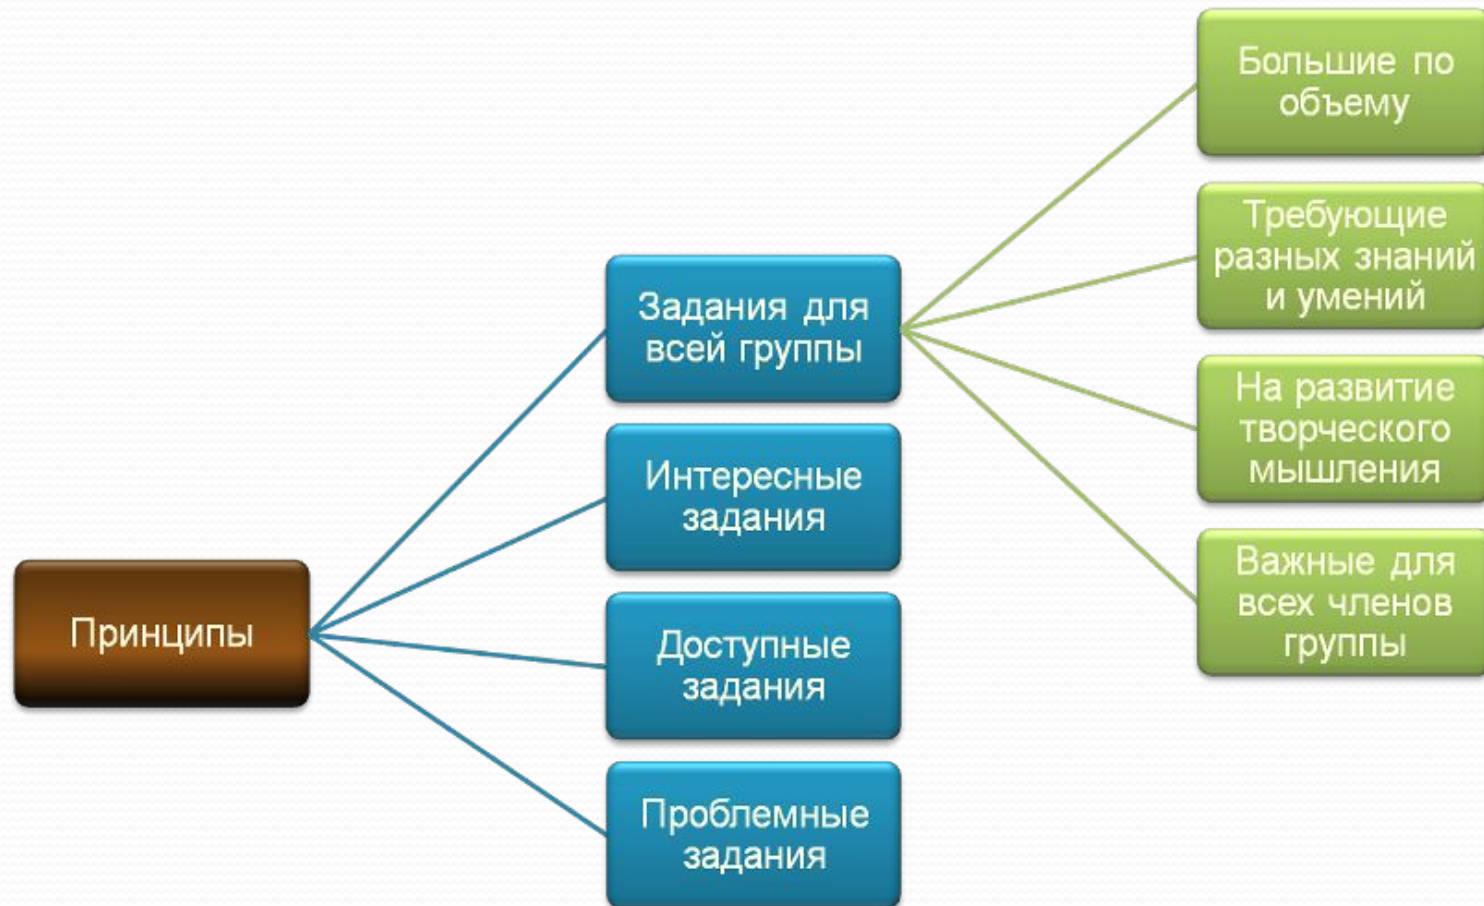 Принципы
Задания для
всей группы
Интересные
задания
Доступные
задания
Проблемные
задания
Большие по
объему
Требующие
разных знаний
и умений
На развитие
творческого
мышления
Важные для
всех членов
группы